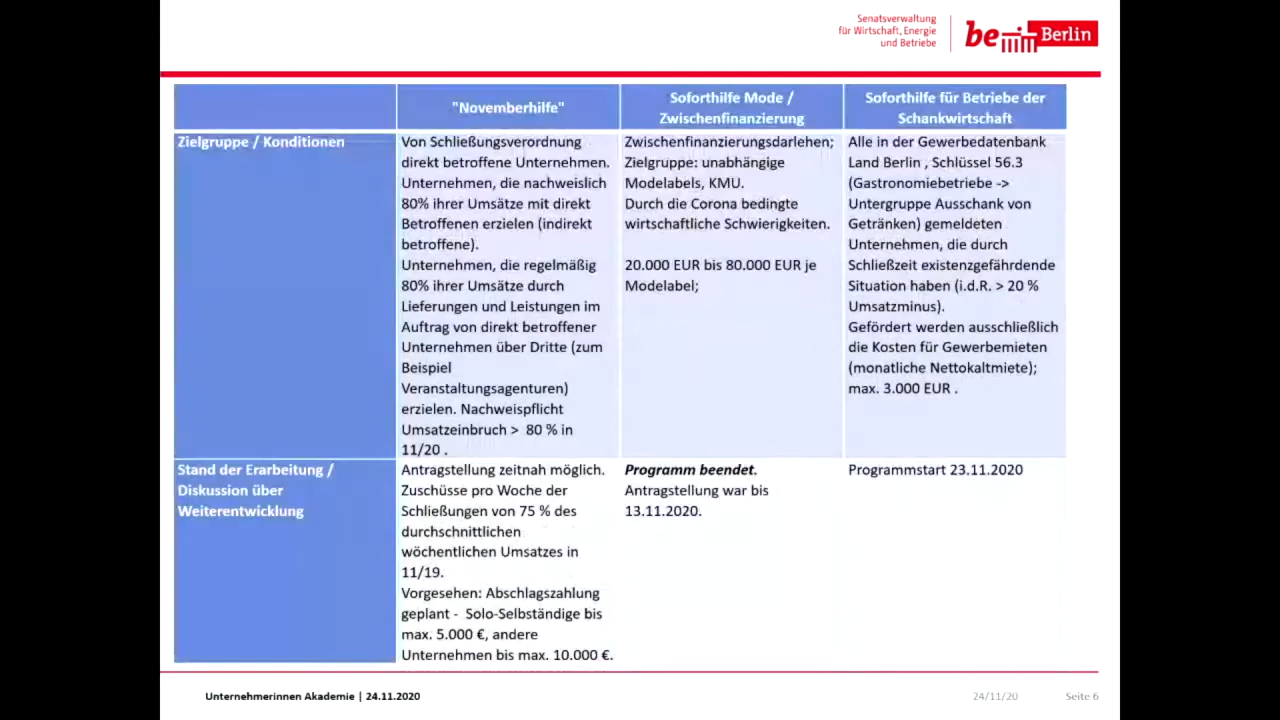 Senatsverwaltung
für Wirtschaft, Energie
und Betriebe
be Berlin
"Novemberhilfe"
Soforthilfe Mode /
Zwischenfinanzierung
Soforthilfe für Betriebe der
Schankwirtschaft
Zielgruppe / Konditionen
Von Schließungsverordnung
direkt betroffene Unternehmen.
Unternehmen, die nachweislich
80% ihrer Umsätze mit direkt
Betroffenen erzielen (indirekt
betroffene).
Unternehmen, die regelmäßig
80% ihrer Umsätze durch
Lieferungen und Leistungen im
Auftrag von direkt betroffener
Unternehmen über Dritte (zum
Beispiel
Veranstaltungsagenturen)
erzielen. Nachweispflicht
Umsatzeinbruch > 80 % in
11/20 .
Zwischenfinanzierungsdarlehen;
Zielgruppe: unabhängige
Modelabels, KMU.
Durch die Corona bedingte
wirtschaftliche Schwierigkeiten.
20.000 EUR bis 80.000 EUR je
Modelabel;
Alle in der Gewerbedatenbank
Land Berlin , Schlüssel 56.3
(Gastronomiebetriebe ->
Untergruppe Ausschank von
Getränken) gemeldeten
Unternehmen, die durch
Schließzeit existenzgefährdende
Situation haben (i.d.R. > 20 %
Umsatzminus).
Gefördert werden ausschließlich
die Kosten für Gewerbemieten
(monatliche Nettokaltmiete);
max. 3.000 EUR .
Stand der Erarbeitung /
Diskussion über
Weiterentwicklung
Antragstellung zeitnah möglich.
Zuschüsse pro Woche der
Schließungen von 75 % des
durchschnittlichen
wöchentlichen Umsatzes in
11/19.
Vorgesehen: Abschlagszahlung
geplant - Solo-Selbständige bis
max. 5.000 €, andere
Unternehmen bis max. 10.000 €.
Programm beendet.
Antragstellung war bis
13.11.2020.
Programmstart 23.11.2020
Unternehmerinnen Akademie | 24.11.2020
24/11/20
Seite 6